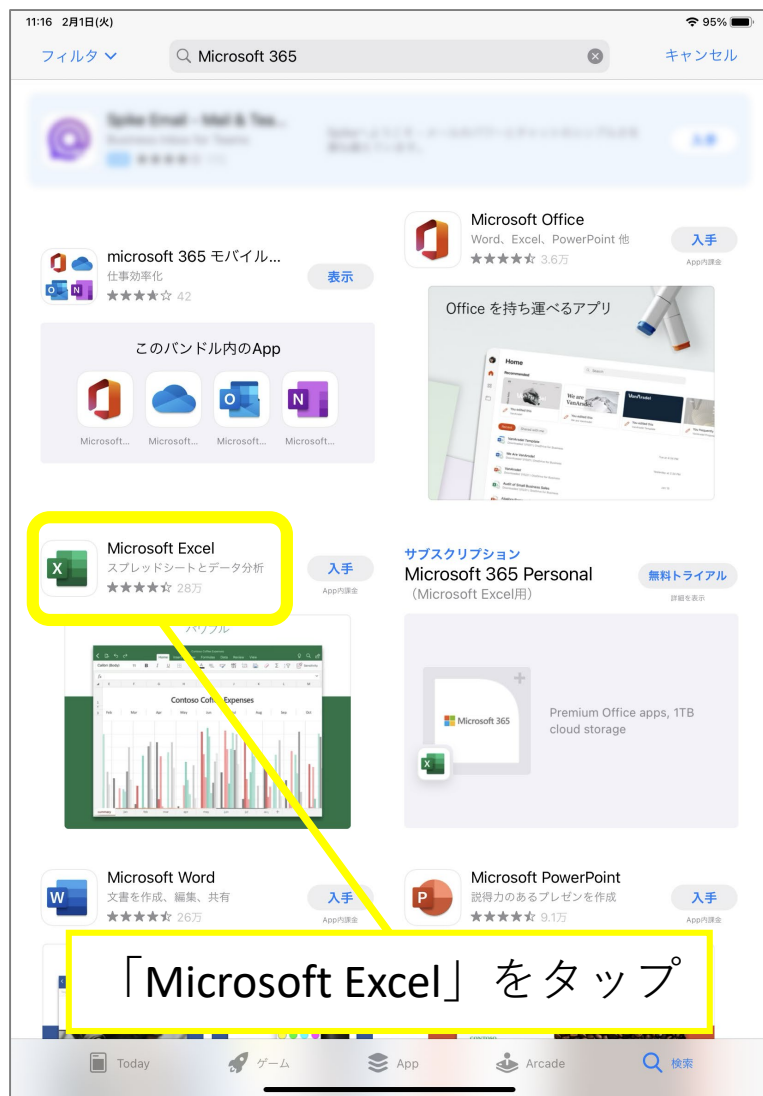 11:16 2月1日(火)
95%
フィルタ
Microsoft 365
キャンセル
microsoft 365 モバイル...
仕事効率化
42
表示
このバンドル内のApp
Microsoft...
Microsoft...
Microsoft...
Microsoft...
Microsoft Office
Word、Excel、PowerPoint 他
3.6万
入手
App内課金
Office を持ち運べるアプリ
Home
Microsoft Excel
スプレッドシートとデータ分析
28万
入手
App内課金
パワフル
Contoso Coffee Expenses
サブスクリプション
Microsoft 365 Personal
（Microsoft Excel用）
無料トライアル
詳細を表示
Microsoft 365
Premium Office apps, 1TB
cloud storage
Microsoft Word
文書を作成、編集、共有
26万
入手
App内課金
Microsoft PowerPoint
説得力のあるプレゼンを作成
9.1万
入手
App内課金
「Microsoft Excel」をタップ
Today
ゲーム
App
Arcade
検索